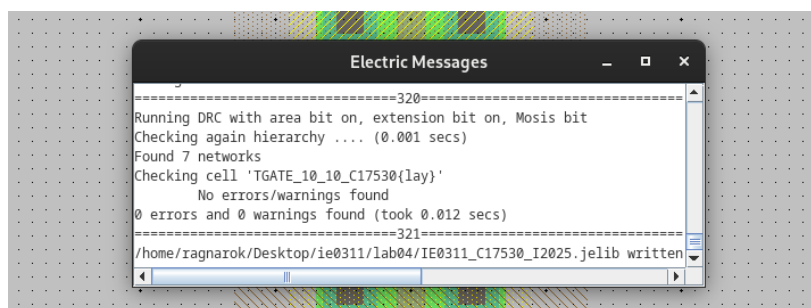 Electric Messages
================================320================================
Running DRC with area bit on, extension bit on, Mosis bit
Checking again hierarchy .... (0.001 secs)
Found 7 networks
Checking cell 'TGATE_10_10_C17530{lay}'
No errors/warnings found
0 errors and 0 warnings found (took 0.012 secs)
================================321================================
/home/ragnarok/Desktop/ie0311/lab04/IE0311_C17530_I2025.jelib written